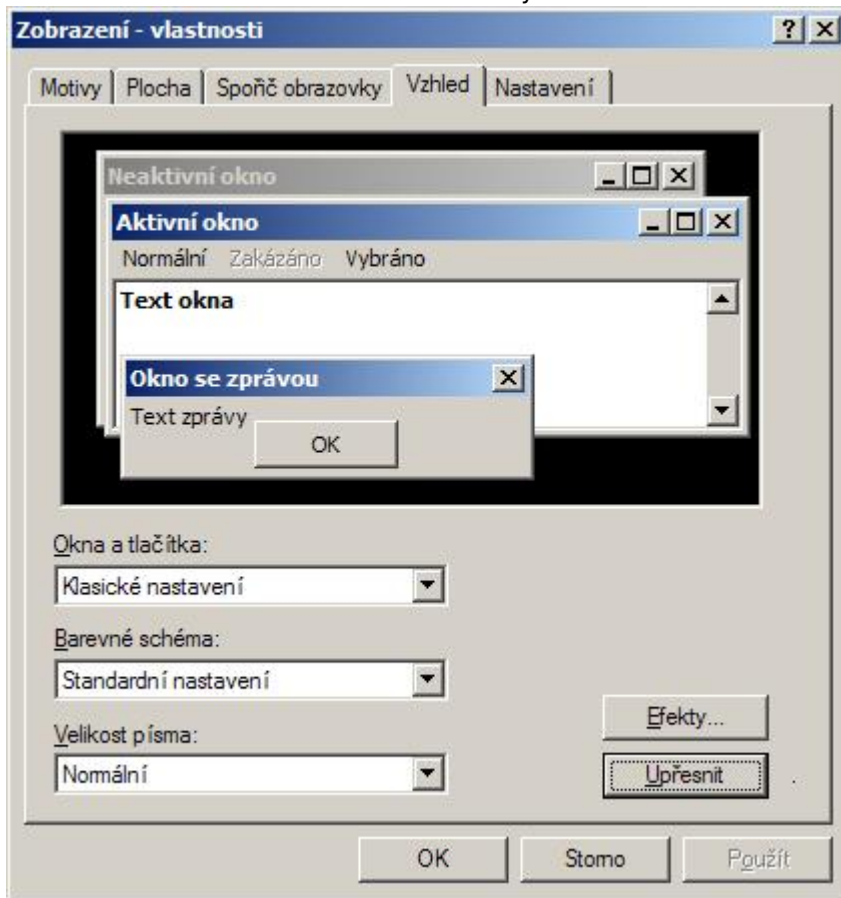 Zobrazení - vlastnosti
Motivy Plocha Spořič obrazovky Vzhled Nastavení
Neaktivní okno
Aktivní okno
Normální Zakázáno Vybráno
Text okna
Okno se zprávou
Text zprávy
OK
Okna a tlačítka:
Klasické nastavení
Barevné schéma:
Standardní nastavení
Efekty...
Velikost písma:
Normální
Upřesnit
OK Storno Použít